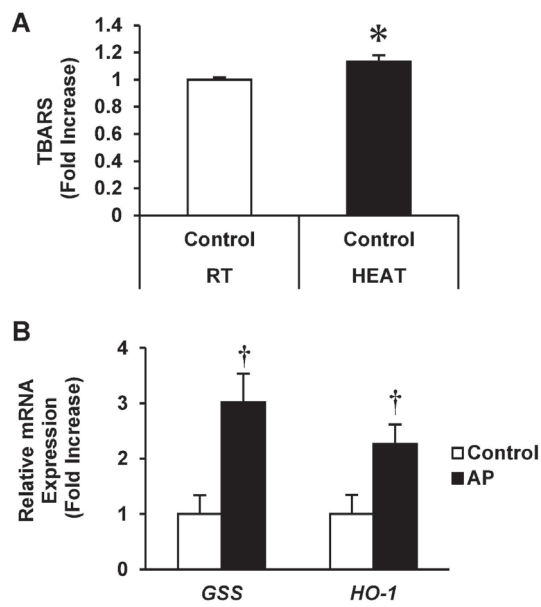 A
TBARS
(Fold Increase)
1.4
1.2
1
0.8
0.6
0.4
0.2
0
*
Control
Control
RT
HEAT
B
Relative mRNA
Expression
(Fold Increase)
4
3
2
1
0
†
†
Control
AP
GSS
HO-1